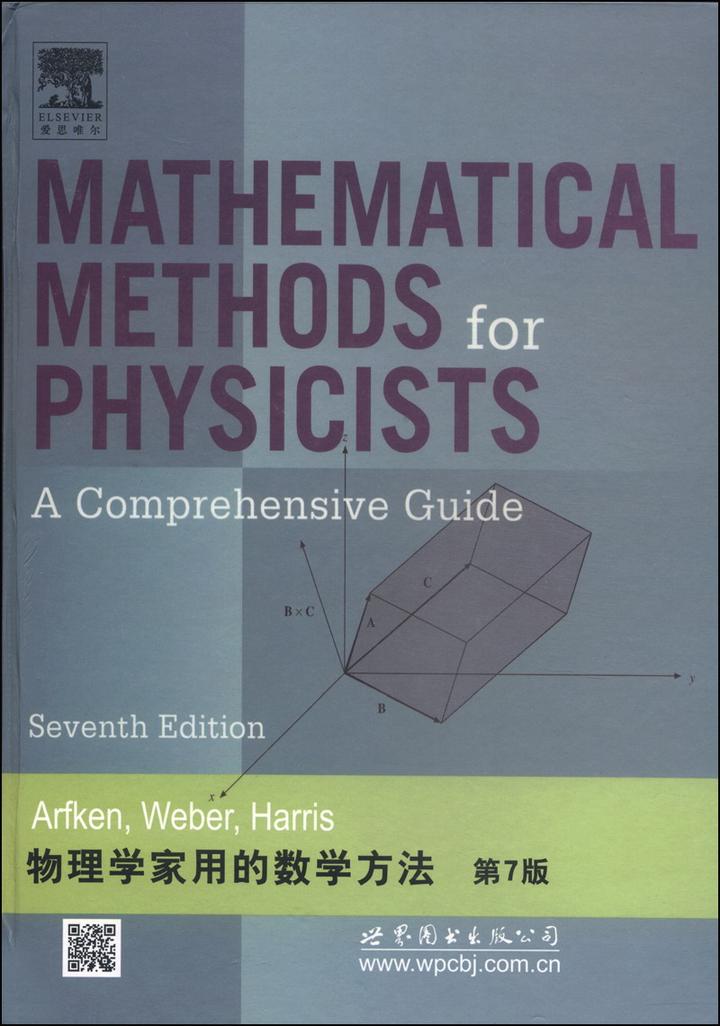 ELSEVIER
爱思唯尔
MATHEMATICAL
METHODS for
PHYSICISTS
A Comprehensive Guide
z
C
B×C
A
y
B
Seventh Edition
x
Arfken, Weber, Harris
物理学家用的数学方法 第7版
世界图书出版公司
www.wpcbj.com.cn